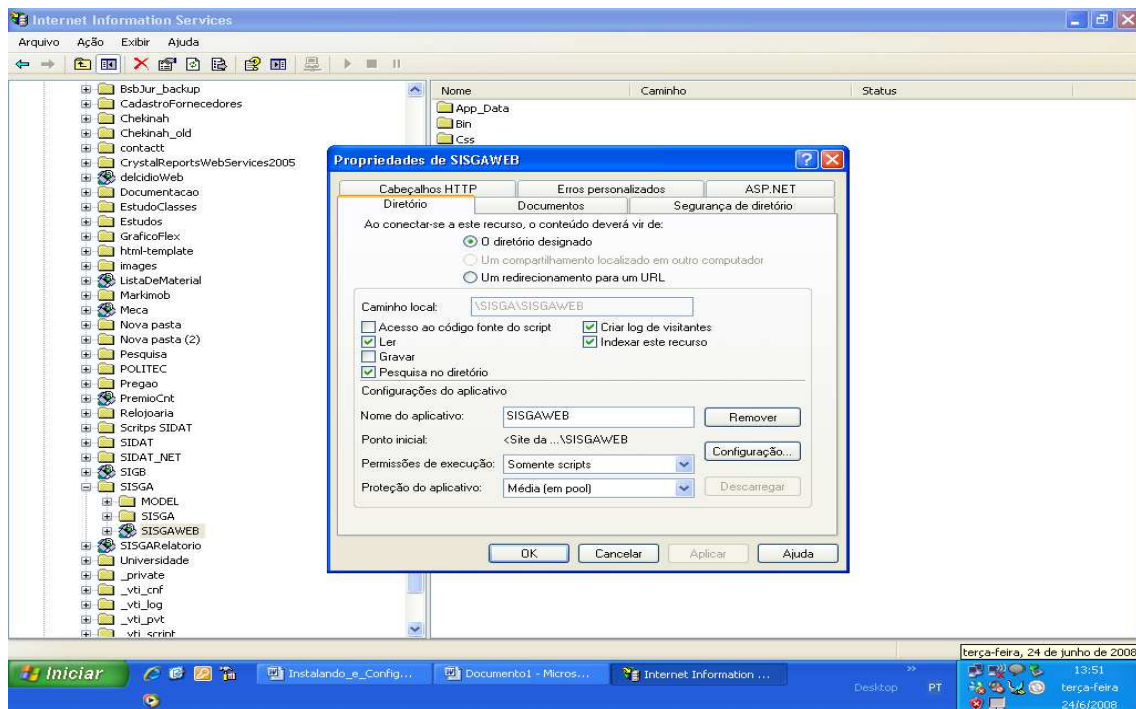 Internet Information Services
Arquivo Ação Exibir Ajuda
BsbJur_backup
CadastroFornecedores
Chekinah
Chekinah_old
contactt
CrystalReportsWebServices2005
delcidioWeb
Documentacao
EstudoClasses
Estudos
GraficoFlex
html-template
images
ListaDeMaterial
Markimob
Meca
Nova pasta
Nova pasta (2)
Pesquisa
POLITEC
Pregao
PremioCnt
Relojoaria
Scritps SIDAT
SIDAT
SIDAT_NET
SIGB
SISGA
MODEL
SISGA
SISGAWEB
SISGARelatorio
Universidade
_private
_vti_cnf
_vti_log
_vti_pvt
_vti_script
Nome Caminho Status
App_Data
Bin
Css
Propriedades de SISGAWEB
Cabeçalhos HTTP Erros personalizados ASP.NET
Diretório Documentos Segurança de diretório
Ao conectar-se a este recurso, o conteúdo deverá vir de:
O diretório designado
Um compartilhamento localizado em outro computador
Um redirecionamento para um URL
Caminho local: \SISGA\SISGAWEB
Acesso ao código fonte do script Criar log de visitantes
Ler Indexar este recurso
Gravar
Pesquisa no diretório
Configurações do aplicativo
Nome do aplicativo: SISGAWEB Remover
Ponto inicial: <Site da ...\SISGAWEB
Configuração...
Permissões de execução: Somente scripts
Proteção do aplicativo: Média (em pool) Descarregar
OK Cancelar Aplicar Ajuda
terça-feira, 24 de junho de 2008
Iniciar Instalando_e_Config... Documento1 - Micros... Internet Information ... Desktop >> PT 13:51
terça-feira
24/6/2008